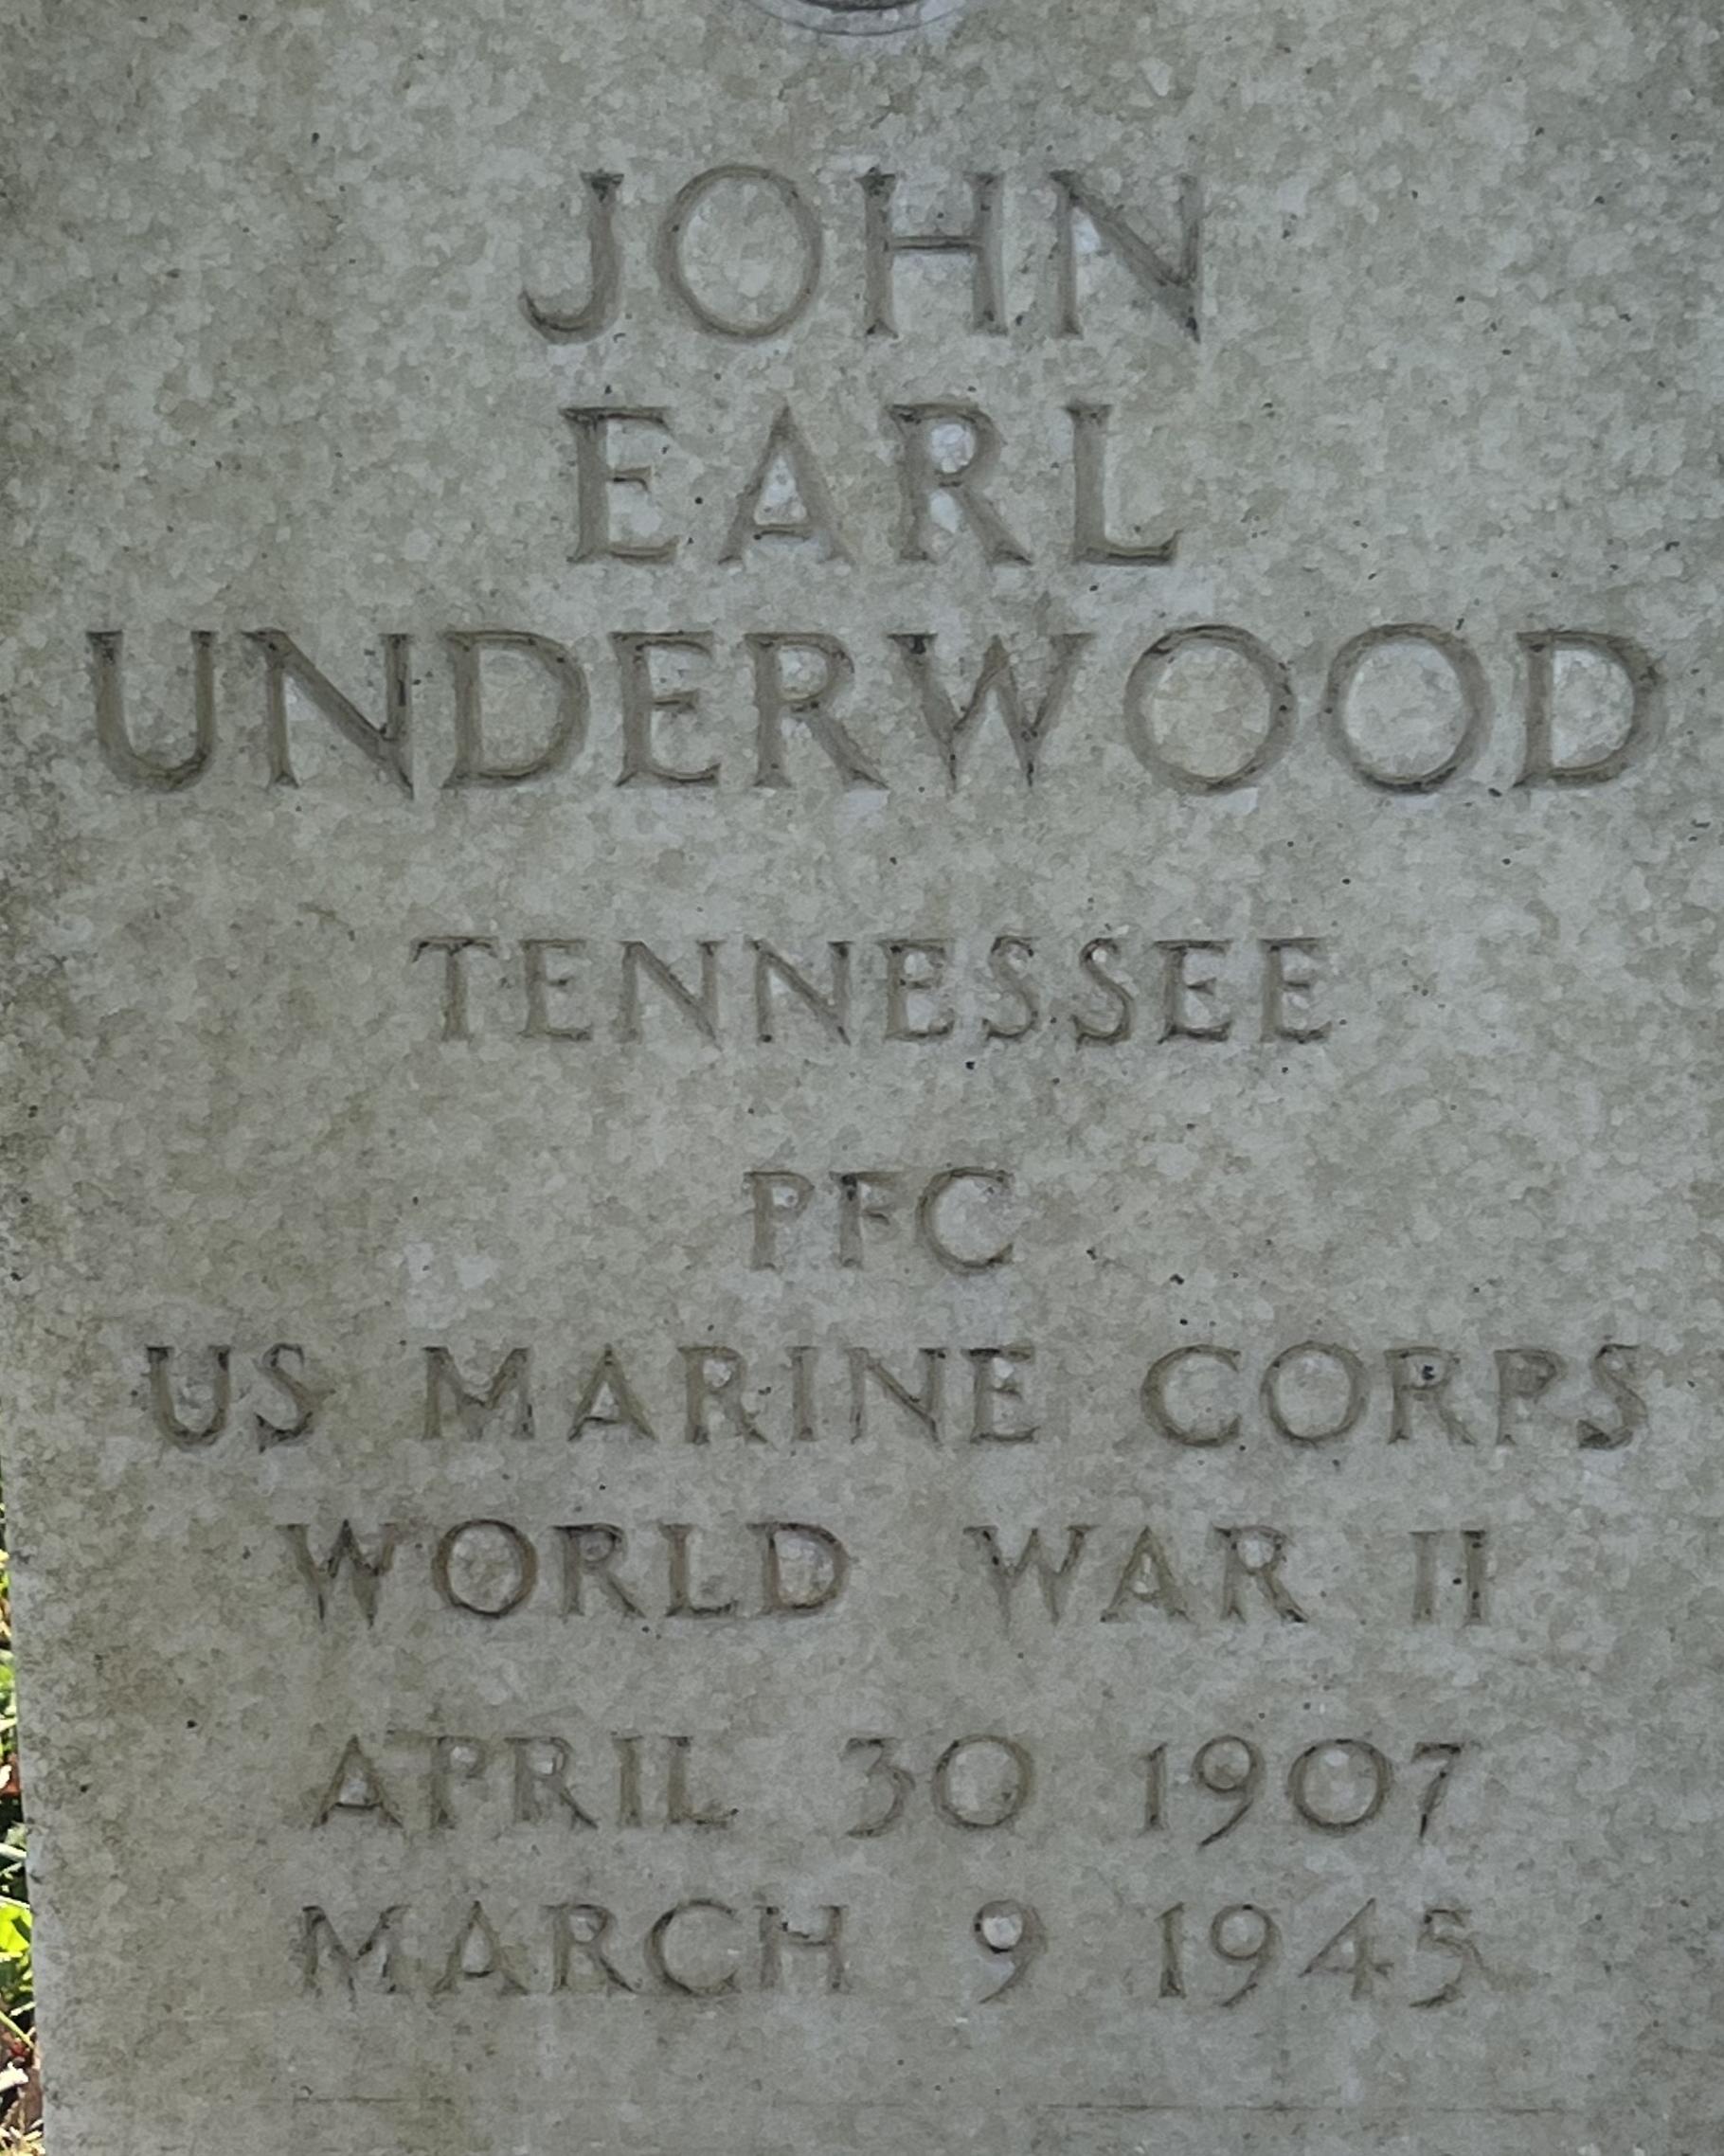 JOHN
EARL
UNDERWOOD
TENNESSEE
PFC
US MARINE CORPS
WORLD WAR II
APRIL 30 1907
MARCH 9 1945